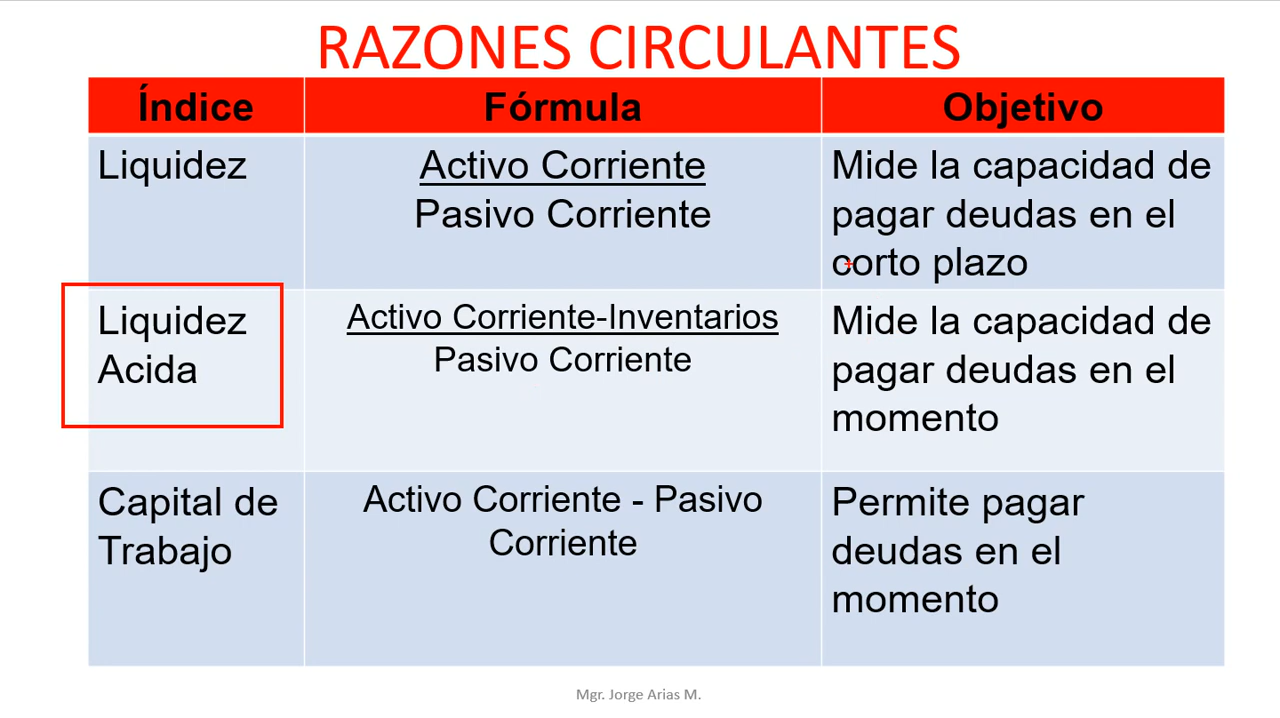 RAZONES CIRCULANTES
Índice
Fórmula
Objetivo
Liquidez
Activo Corriente
Pasivo Corriente
Mide la capacidad de
pagar deudas en el
corto plazo
Liquidez
Acida
Activo Corriente-Inventarios
Pasivo Corriente
Mide la capacidad de
pagar deudas en el
momento
Capital de
Trabajo
Activo Corriente - Pasivo
Corriente
Permite pagar
deudas en el
momento
Mgr. Jorge Arias M.